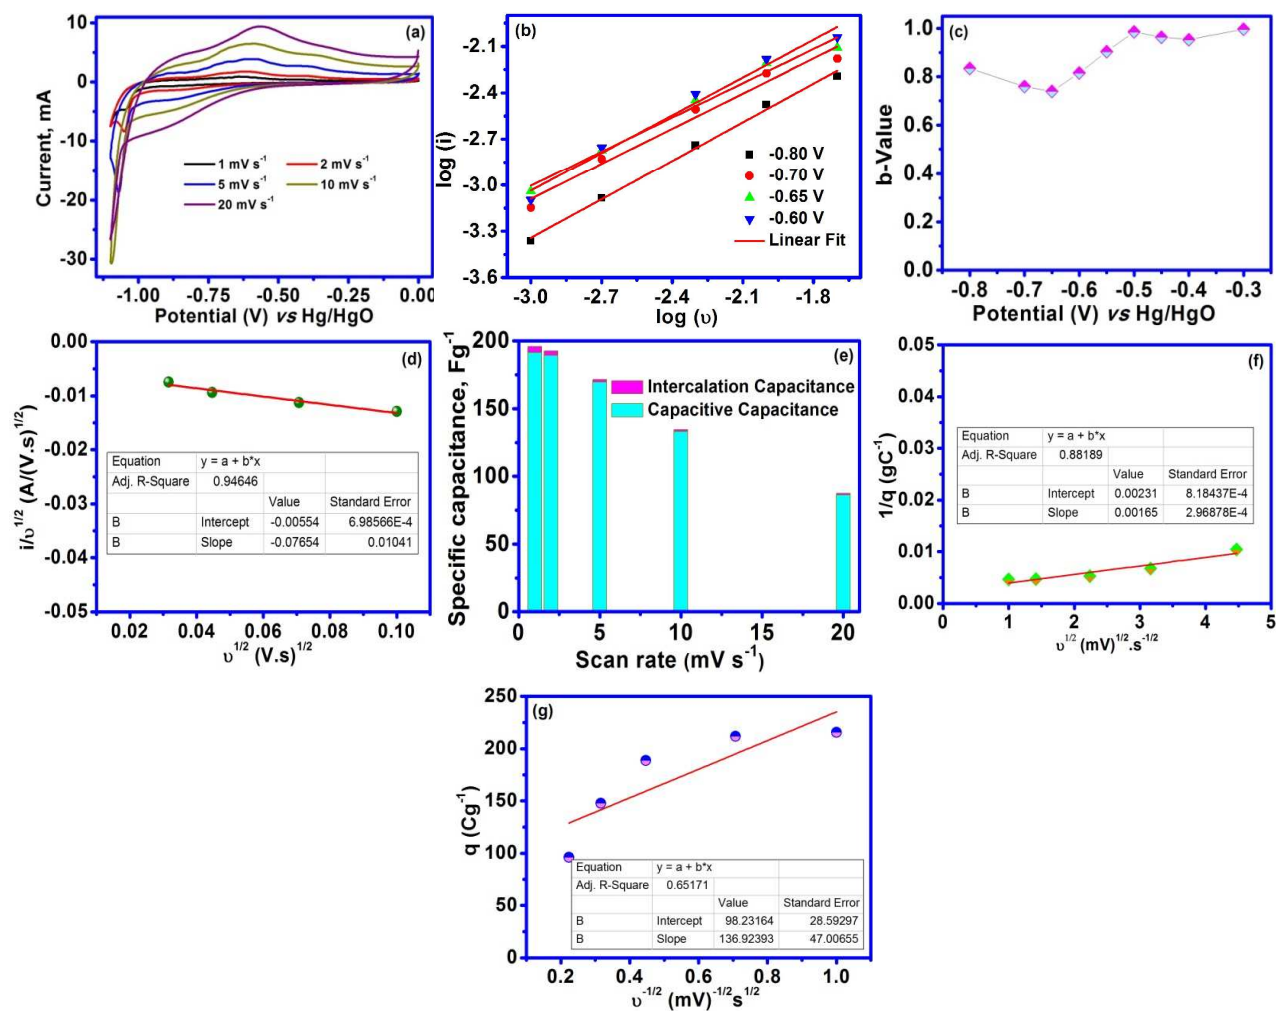 (a)
10
0
-10
-20
-30
Current, mA
1 mV s⁻¹ 2 mV s⁻¹
5 mV s⁻¹ 10 mV s⁻¹
20 mV s⁻¹
-1.00 -0.75 -0.50 -0.25 0.00
Potential (V) vs Hg/HgO
(b)
-2.1
-2.4
-2.7
-3.0
-3.3
-3.6
log (i)
-0.80 V
-0.70 V
-0.65 V
-0.60 V
Linear Fit
-3.0 -2.7 -2.4 -2.1 -1.8
log (υ)
(c)
1.0
0.8
0.6
0.4
0.2
0.0
b-Value
-0.8 -0.7 -0.6 -0.5 -0.4 -0.3
Potential (V) vs Hg/HgO
(d)
0.00
-0.01
-0.02
-0.03
-0.04
-0.05
i/υ^1/2 (A/(V.s)^1/2
Equation y = a + b*x
Adj. R-Square 0.94646
Value Standard Error
B Intercept -0.00554 6.98566E-4
B Slope -0.07654 0.01041
0.02 0.04 0.06 0.08 0.10
υ^1/2 (V.s)^1/2
(e)
200
150
100
50
0
Specific capacitance, Fg⁻¹
Intercalation Capacitance
Capacitive Capacitance
0 5 10 15 20
Scan rate (mV s⁻¹)
(f)
0.05
0.04
0.03
0.02
0.01
0.00
1/q (gC⁻¹)
Equation y = a + b*x
Adj. R-Square 0.88189
Value Standard Error
B Intercept 0.00231 8.18437E-4
B Slope 0.00165 2.96878E-4
0 1 2 3 4 5
υ^1/2 (mV)^1/2.s^-1/2
(g)
250
200
150
100
50
0
q (Cg⁻¹)
Equation y = a + b*x
Adj. R-Square 0.65171
Value Standard Error
B Intercept 98.23164 28.59297
B Slope 136.92393 47.00655
0.2 0.4 0.6 0.8 1.0
υ^-1/2 (mV)^-1/2 s^1/2